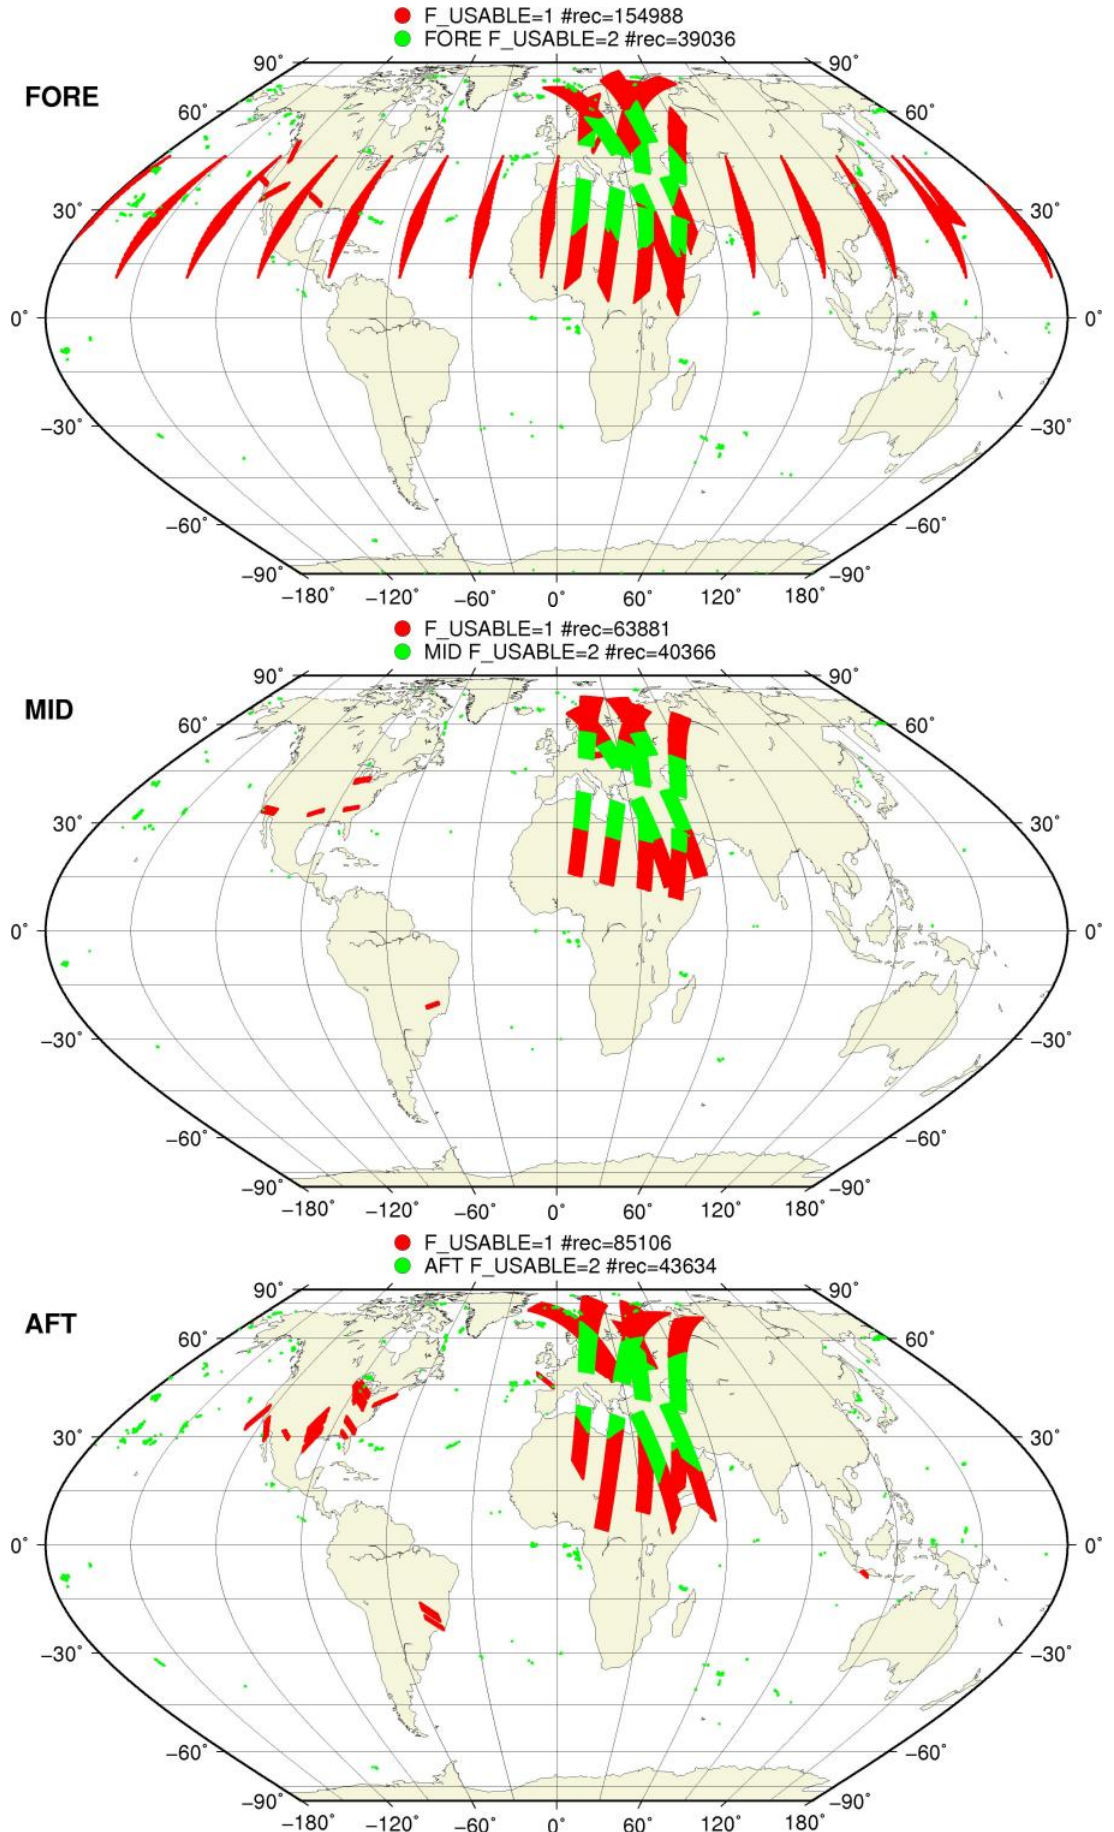 F_USABLE=1 #rec=154988
FORE F_USABLE=2 #rec=39036
FORE
90° 90°
60° 60°
30° 30°
0° 0°
−30° −30°
−60° −60°
−90° −90°
−180° −120° −60° 0° 60° 120° 180°
F_USABLE=1 #rec=63881
MID F_USABLE=2 #rec=40366
MID
90° 90°
60° 60°
30° 30°
0° 0°
−30° −30°
−60° −60°
−90° −90°
−180° −120° −60° 0° 60° 120° 180°
F_USABLE=1 #rec=85106
AFT F_USABLE=2 #rec=43634
AFT
90° 90°
60° 60°
30° 30°
0° 0°
−30° −30°
−60° −60°
−90° −90°
−180° −120° −60° 0° 60° 120° 180°